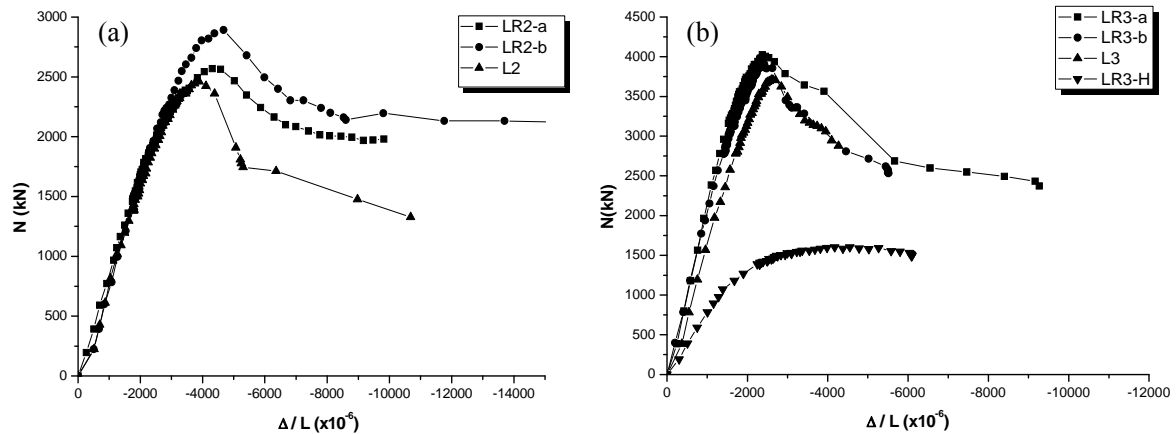 (a)
LR2-a
LR2-b
L2
3000
2500
2000
1500
1000
500
0
N (kN)
0 -2000 -4000 -6000 -8000 -10000 -12000 -14000
Δ / L (x10⁻⁶)
(b)
LR3-a
LR3-b
L3
LR3-H
4500
4000
3500
3000
2500
2000
1500
1000
500
0
N(kN)
0 -2000 -4000 -6000 -8000 -10000 -12000
Δ / L (x10⁻⁶)